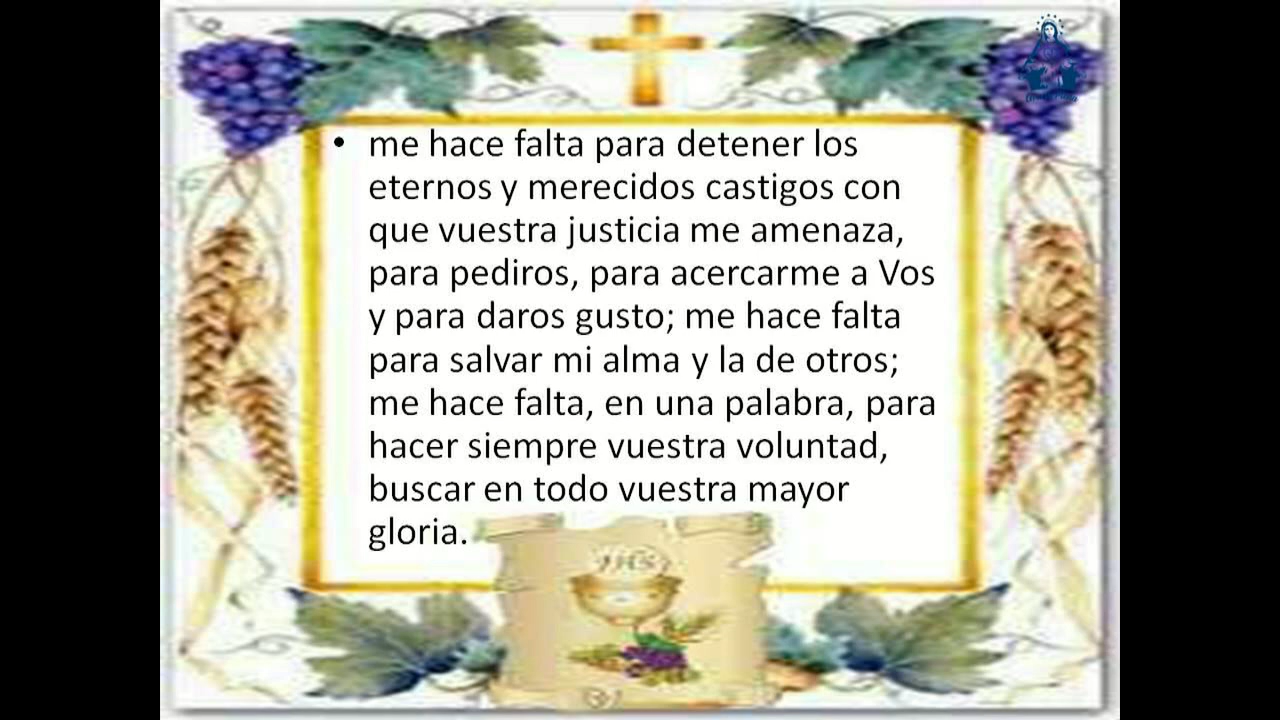 • me hace falta para detener los
eternos y merecidos castigos con
que vuestra justicia me amenaza,
para pediros, para acercarme a Vos
y para daros gusto; me hace falta
para salvar mi alma y la de otros;
me hace falta, en una palabra, para
hacer siempre vuestra voluntad,
buscar en todo vuestra mayor
gloria.
JHS